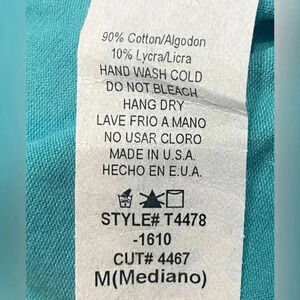 90% Cotton/Algodon
10% Lycra/Licra
HAND WASH COLD
DO NOT BLEACH
HANG DRY
LAVE FRIO A MANO
NO USAR CLORO
MADE IN U.S.A.
HECHO EN E.U.A.
STYLE# T4478
-1610
CUT# 4467
M(Mediano)